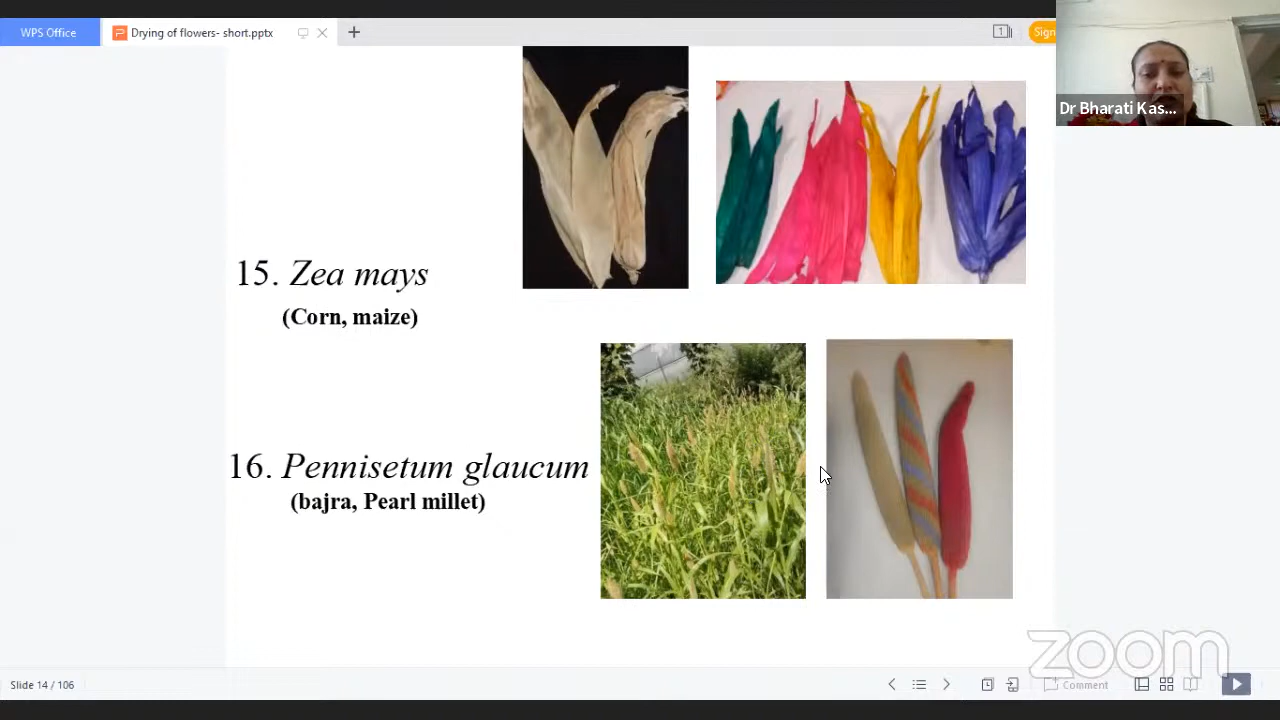 WPS Office
Drying of flowers- short.pptx
1
Sign
Dr Bharati Kas...
15. Zea mays
(Corn, maize)
16. Pennisetum glaucum
(bajra, Pearl millet)
zoom
Slide 14 / 106
Comment